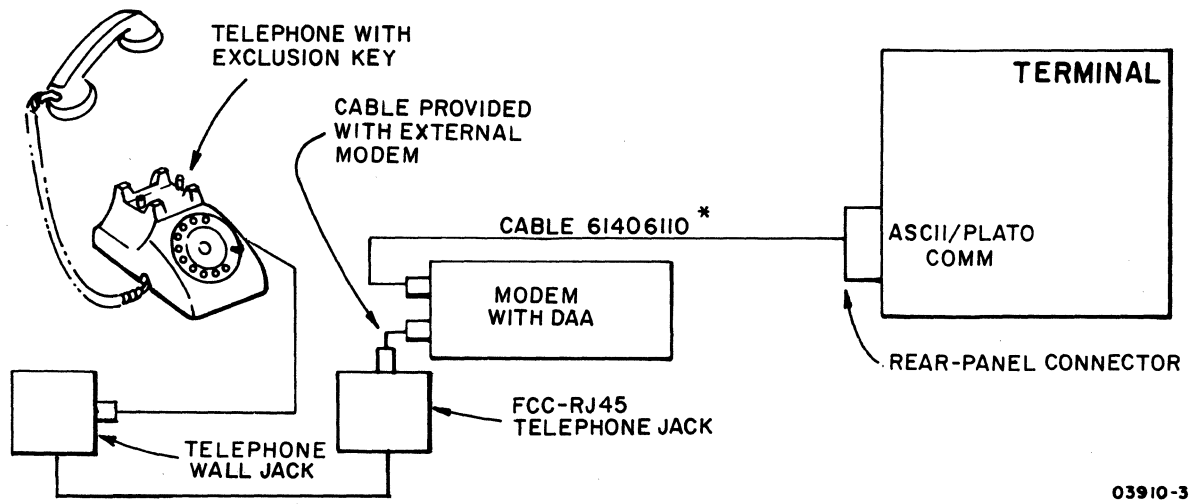 TELEPHONE WITH
EXCLUSION KEY
CABLE PROVIDED
WITH EXTERNAL
MODEM
TERMINAL
CABLE 61406110 *
ASCII/PLATO
COMM
MODEM
WITH DAA
REAR-PANEL CONNECTOR
FCC-RJ45
TELEPHONE JACK
TELEPHONE
WALL JACK
03910-3